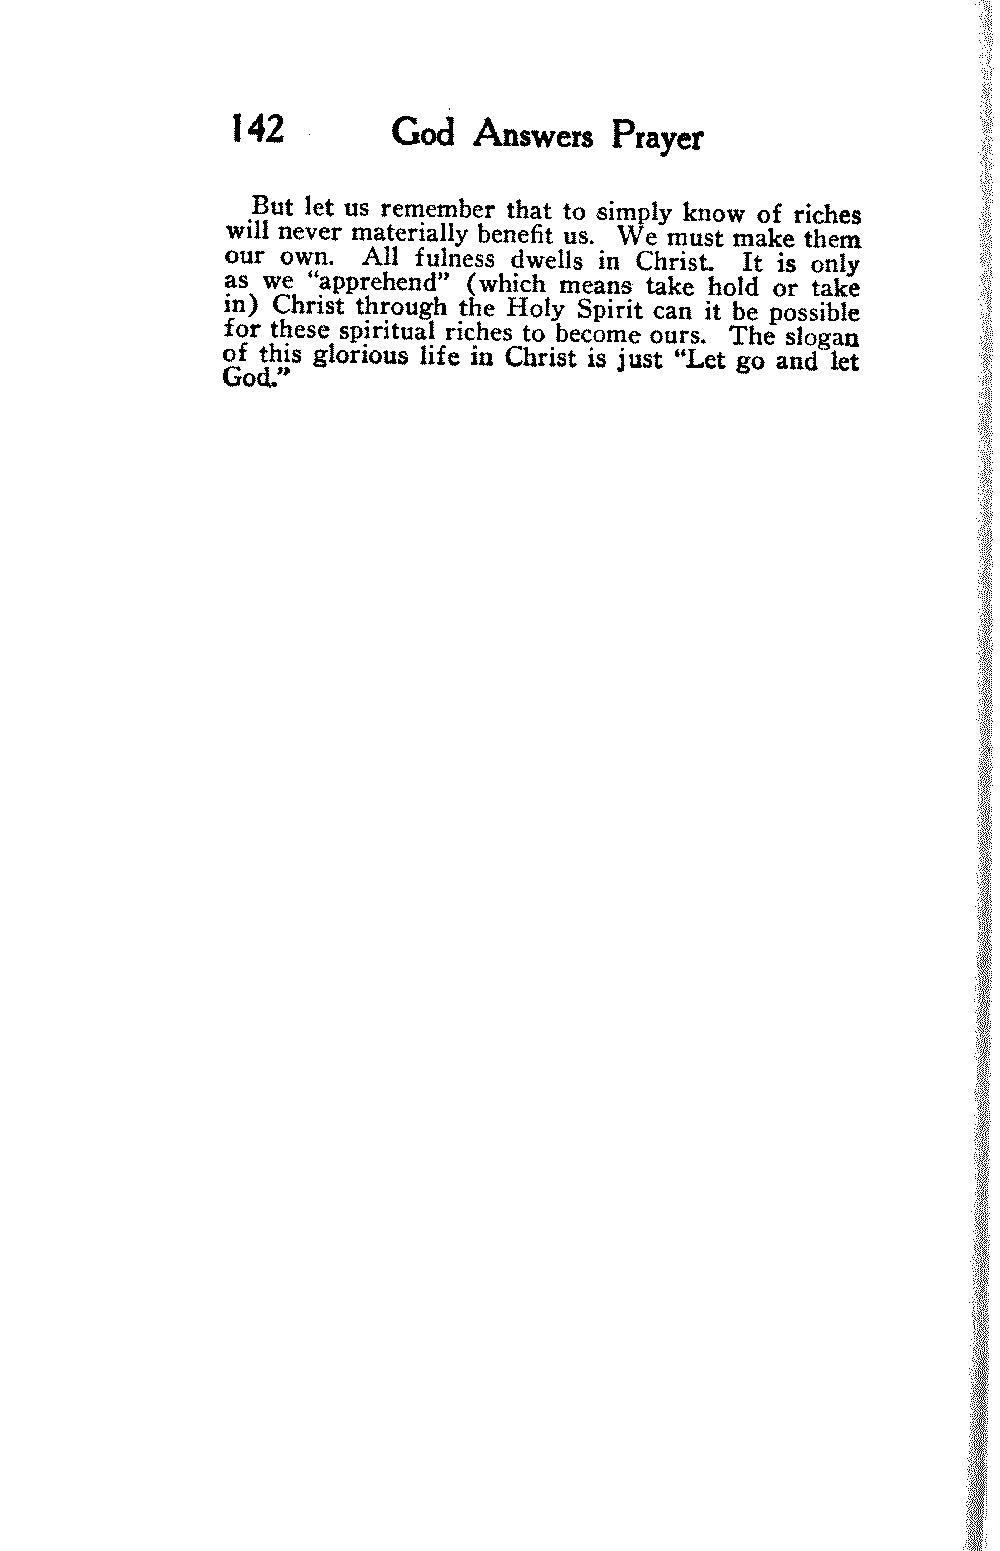 142 God Answers Prayer
But let us remember that to simply know of riches
will never materially benefit us. We must make them
our own. All fulness dwells in Christ. It is only
as we “apprehend” (which means take hold or take
in) Christ through the Holy Spirit can it be possible
for these spiritual riches to become ours. The slogan
of this glorious life in Christ is just “Let go and let
God.”